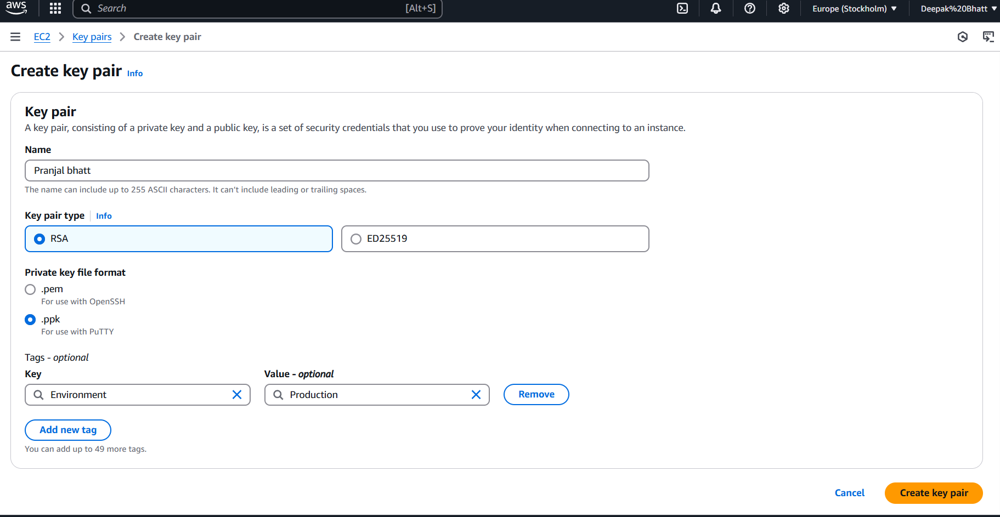 aws
Search [Alt+S] Europe (Stockholm) Deepak%20Bhatt
EC2 Key pairs Create key pair
Create key pair Info
Key pair
A key pair, consisting of a private key and a public key, is a set of security credentials that you use to prove your identity when connecting to an instance.
Name
Pranjal bhatt
The name can include up to 255 ASCII characters. It can’t include leading or trailing spaces.
Key pair type Info
RSA ED25519
Private key file format
.pem
For use with OpenSSH
.ppk
For use with PuTTY
Tags - optional
Key Value - optional
Environment Production Remove
Add new tag
You can add up to 49 more tags.
Cancel Create key pair